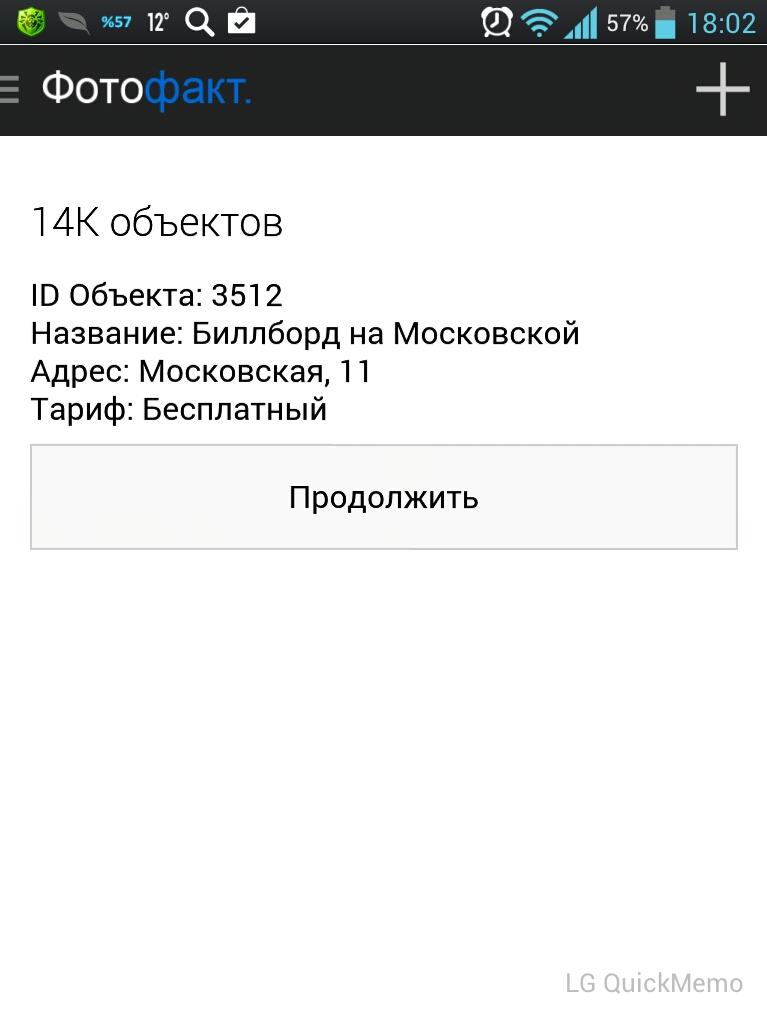 %57 12° 57% 18:02
Фотофакт.
14K объектов
ID Объекта: 3512
Название: Биллборд на Московской
Адрес: Московская, 11
Тариф: Бесплатный
Продолжить
LG QuickMemo